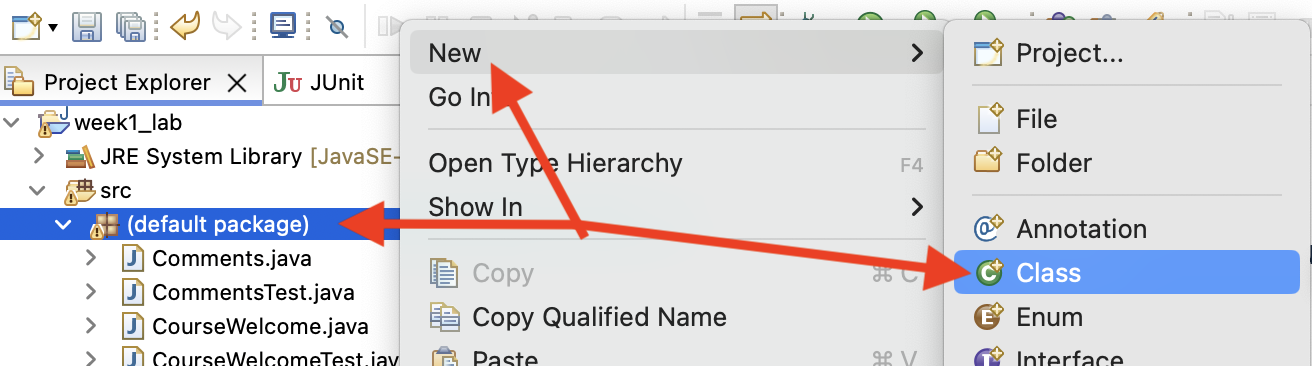 Project Explorer
JUnit
week1_lab
JRE System Library [JavaSE-
src
(default package)
Comments.java
CommentsTest.java
CourseWelcome.java
CourseWelcomeTest.jav
New
Go In
Open Type Hierarchy F4
Show In
Copy ⌘ C
Copy Qualified Name
Paste ⌘ V
Project...
File
Folder
Annotation
Class
Enum
Interface